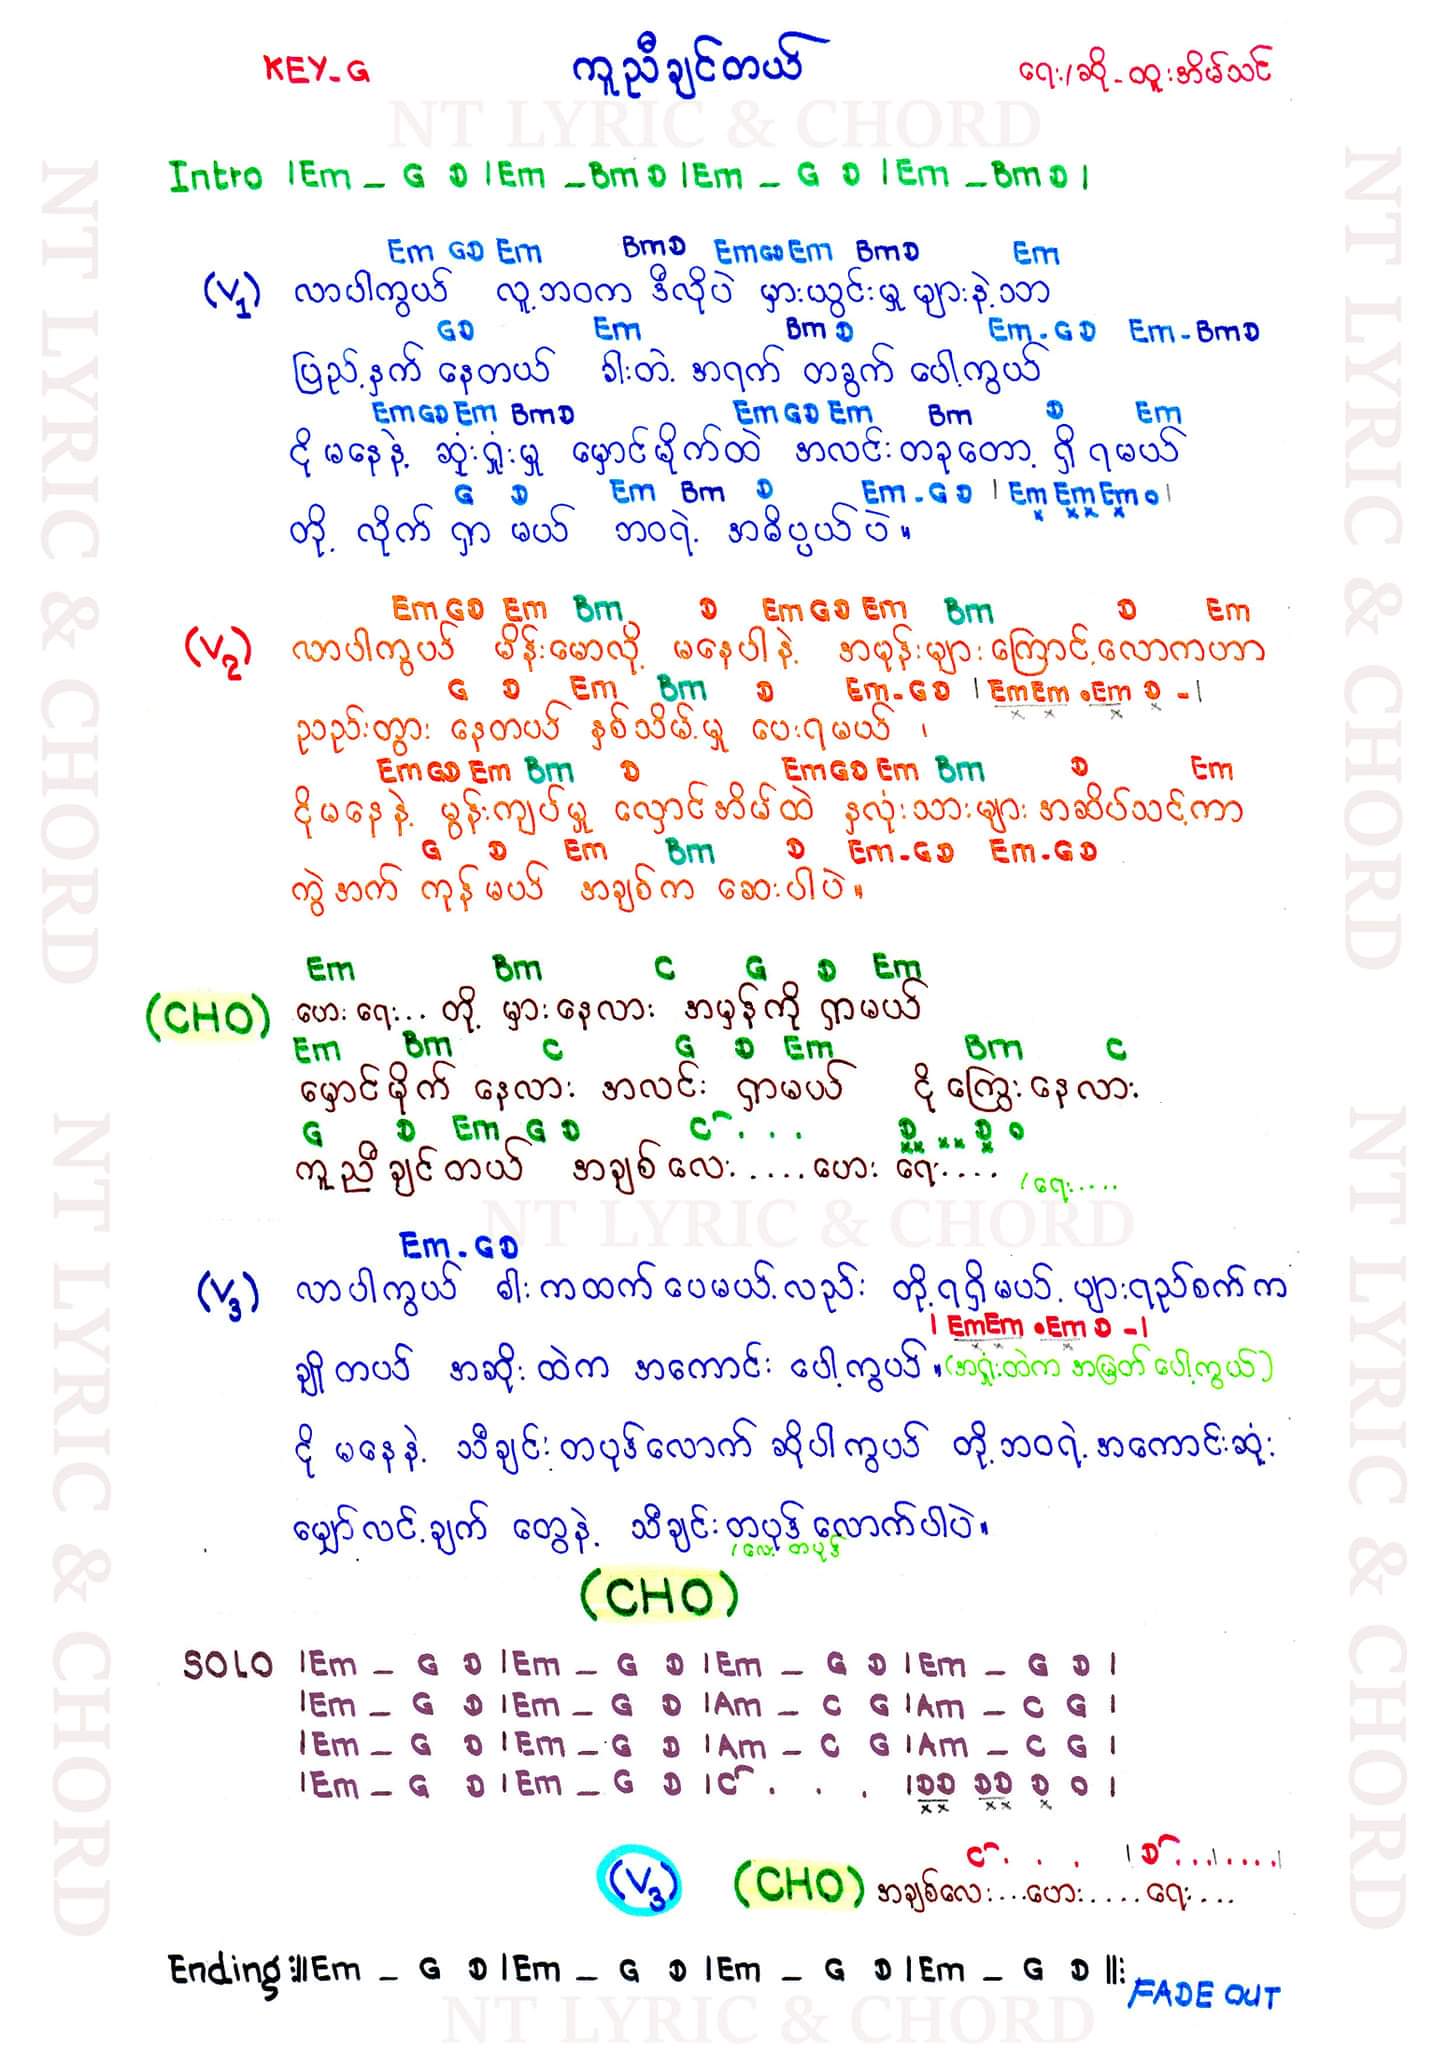 KEY-G ကူညီချင်တယ် ရေး/ဆို - ထူးအိမ်သင်
NT LYRIC & CHORD
Intro |Em _ G D |Em _ Bm D |Em _ G D |Em _ Bm D |
Em G D Em Bm D Em G D Em Bm D Em
(V1) လာပါကွယ် လူ့ဘဝက ဒီလိုပဲ မှားယွင်းမှု များနဲ့သာ
G D Em Bm D Em - G D Em - Bm D
ပြည့်နှက် နေတယ် ခါးတဲ့ အရက် တခွက် ပေါ့ကွယ်
Em G D Em Bm D Em G D Em Bm D Em
ငို မနေနဲ့ ဆုံးရှုံးမှု မှောင်မိုက်ထဲ အလင်းတခုတော့ ရှိ ရမယ်
G D Em Bm D Em - G D | Em Em Em o |
တို့ လိုက် ရှာ မယ် ဘဝရဲ့ အဓိပ္ပယ် ပဲ။
Em G D Em Bm D Em G D Em Bm D Em
(V2) လာပါကွယ် မိန်းမောလို့ မနေပါနဲ့ အမုန်းများကြောင့်လောကဟာ
G D Em Bm D Em - G D | Em Em • Em D - |
ညည်းတွား နေတယ် နှစ်သိမ့်မှု ပေးရမယ် ၊
Em G D Em Bm D Em G D Em Bm D Em
ငိုမနေနဲ့ မွန်းကျပ်မှု လှောင်အိမ်ထဲ နှလုံးသားများ အဆိပ်သင့်ကာ
G D Em Bm D Em - G D Em - G D
ကွဲအက် ကုန်မယ် အချစ်က ဆေးပါပဲ။
Em Bm C G D Em
(CHO) ဟေး ရေး... တို့ မှားနေလား အမှန်ကို ရှာမယ်
Em Bm C G D Em Bm C
မှောင်မိုက် နေလား အလင်း ရှာမယ် ငို ကြွေးနေလား
G D Em G D C . . . D D o
ကူညီ ချင်တယ် အချစ် လေး.....ဟေး ရေး....
(ရေး.....
NT LYRIC & CHORD
Em - G D
(V3) လာပါကွယ် ခါးကထက်ပေမယ့်လည်း တို့ရရှိမယ့် ဖျားရည်စက်က
| Em Em • Em D - |
ချို တယ် အဆိုးထဲက အကောင်း ပေါ့ကွယ်။ (အရှုံးထဲက အမြတ်ပေါ့ကွယ်)
ငို မနေနဲ့ သီချင်းတပုဒ်လောက် ဆိုပါကွယ် တို့ဘဝရဲ့အကောင်းဆုံး
မျှော်လင့်ချက် တွေနဲ့ သီချင်းတပုဒ်လောက်ပါပဲ။
(လေး တပုဒ်
(CHO)
SOLO |Em _ G D |Em _ G D |Em _ G D |Em _ G D |
|Em _ G D |Em _ G D |Am _ C G |Am _ C G |
|Em _ G D |Em _ G D |Am _ C G |Am _ C G |
|Em _ G D |Em _ G D |C . . . |DD DD D o |
C . . . | D ...|....|
(V3) (CHO) အချစ်လေး...ဟေး.....ရေး...
Ending :|||Em _ G D |Em _ G D |Em _ G D |Em _ G D |||:
FADE OUT
NT LYRIC & CHORD
NT LYRIC & CHORD
NT LYRIC & CHORD
NT LYRIC & CHORD
NT LYRIC & CHORD